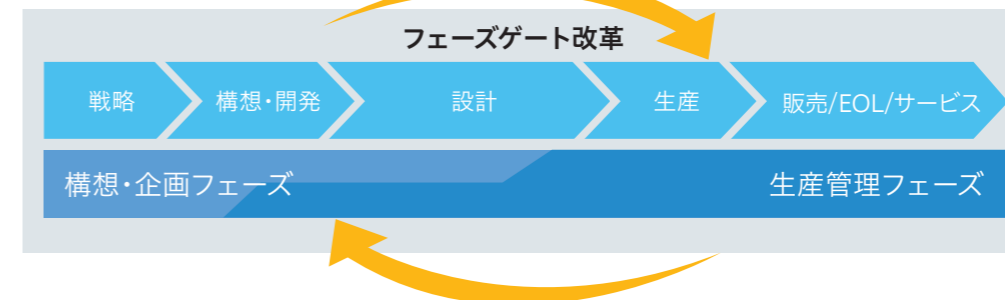 フェーズゲート改革
戦略
構想・開発
設計
生産
販売/EOL/サービス
構想・企画フェーズ
生産管理フェーズ